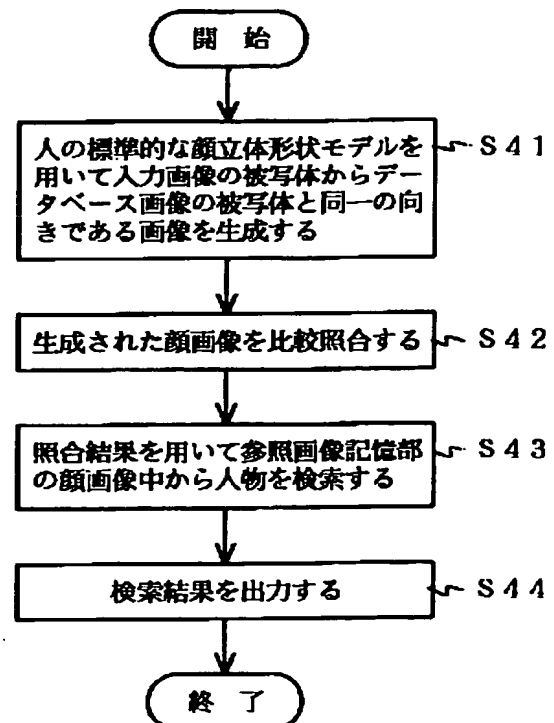 開 始
人の標準的な顔立体形状モデルを S41
用いて入力画像の被写体からデー
タベース画像の被写体と同一の向
きである画像を生成する
生成された顔画像を比較照合する S42
照合結果を用いて参照画像記憶部 S43
の顔画像中から人物を検索する
検索結果を出力する S44
終 了